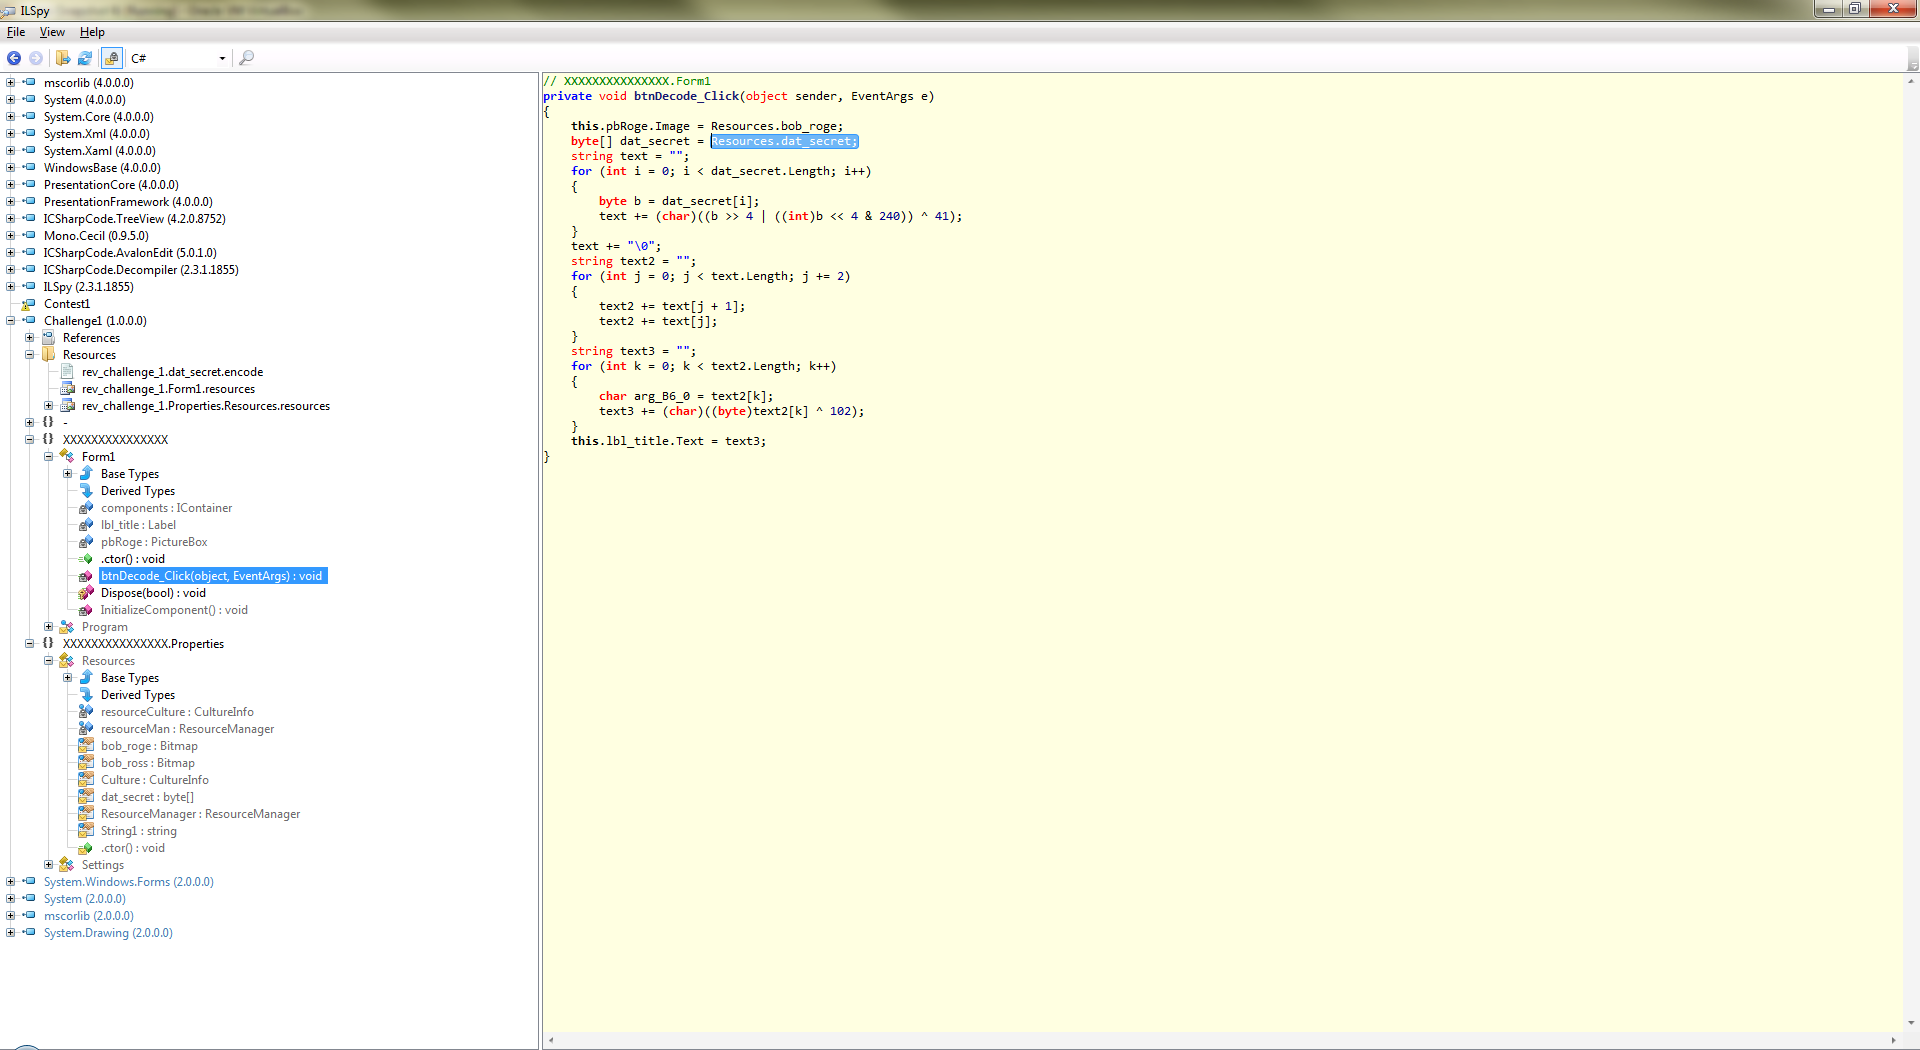 ILSpy
File View Help
C#
mscorlib (4.0.0.0)
System (4.0.0.0)
System.Core (4.0.0.0)
System.Xml (4.0.0.0)
System.Xaml (4.0.0.0)
WindowsBase (4.0.0.0)
PresentationCore (4.0.0.0)
PresentationFramework (4.0.0.0)
ICSharpCode.TreeView (4.2.0.8752)
Mono.Cecil (0.9.5.0)
ICSharpCode.AvalonEdit (5.0.1.0)
ICSharpCode.Decompiler (2.3.1.1855)
ILSpy (2.3.1.1855)
Contest1
Challenge1 (1.0.0.0)
References
Resources
rev_challenge_1.dat_secret.encode
rev_challenge_1.Form1.resources
rev_challenge_1.Properties.Resources.resources
{} -
{} XXXXXXXXXXXXXXX
Form1
Base Types
Derived Types
components : IContainer
lbl_title : Label
pbRoge : PictureBox
.ctor() : void
btnDecode_Click(object, EventArgs) : void
Dispose(bool) : void
InitializeComponent() : void
Program
{} XXXXXXXXXXXXXXX.Properties
Resources
Base Types
Derived Types
resourceCulture : CultureInfo
resourceMan : ResourceManager
bob_roge : Bitmap
bob_ross : Bitmap
Culture : CultureInfo
dat_secret : byte[]
ResourceManager : ResourceManager
String1 : string
.ctor() : void
Settings
System.Windows.Forms (2.0.0.0)
System (2.0.0.0)
mscorlib (2.0.0.0)
System.Drawing (2.0.0.0)
// XXXXXXXXXXXXXXX.Form1
private void btnDecode_Click(object sender, EventArgs e)
{
this.pbRoge.Image = Resources.bob_roge;
byte[] dat_secret = Resources.dat_secret;
string text = "";
for (int i = 0; i < dat_secret.Length; i++)
{
byte b = dat_secret[i];
text += (char)((b >> 4 | ((int)b << 4 & 240)) ^ 41);
}
text += "\0";
string text2 = "";
for (int j = 0; j < text.Length; j += 2)
{
text2 += text[j + 1];
text2 += text[j];
}
string text3 = "";
for (int k = 0; k < text2.Length; k++)
{
char arg_B6_0 = text2[k];
text3 += (char)((byte)text2[k] ^ 102);
}
this.lbl_title.Text = text3;
}